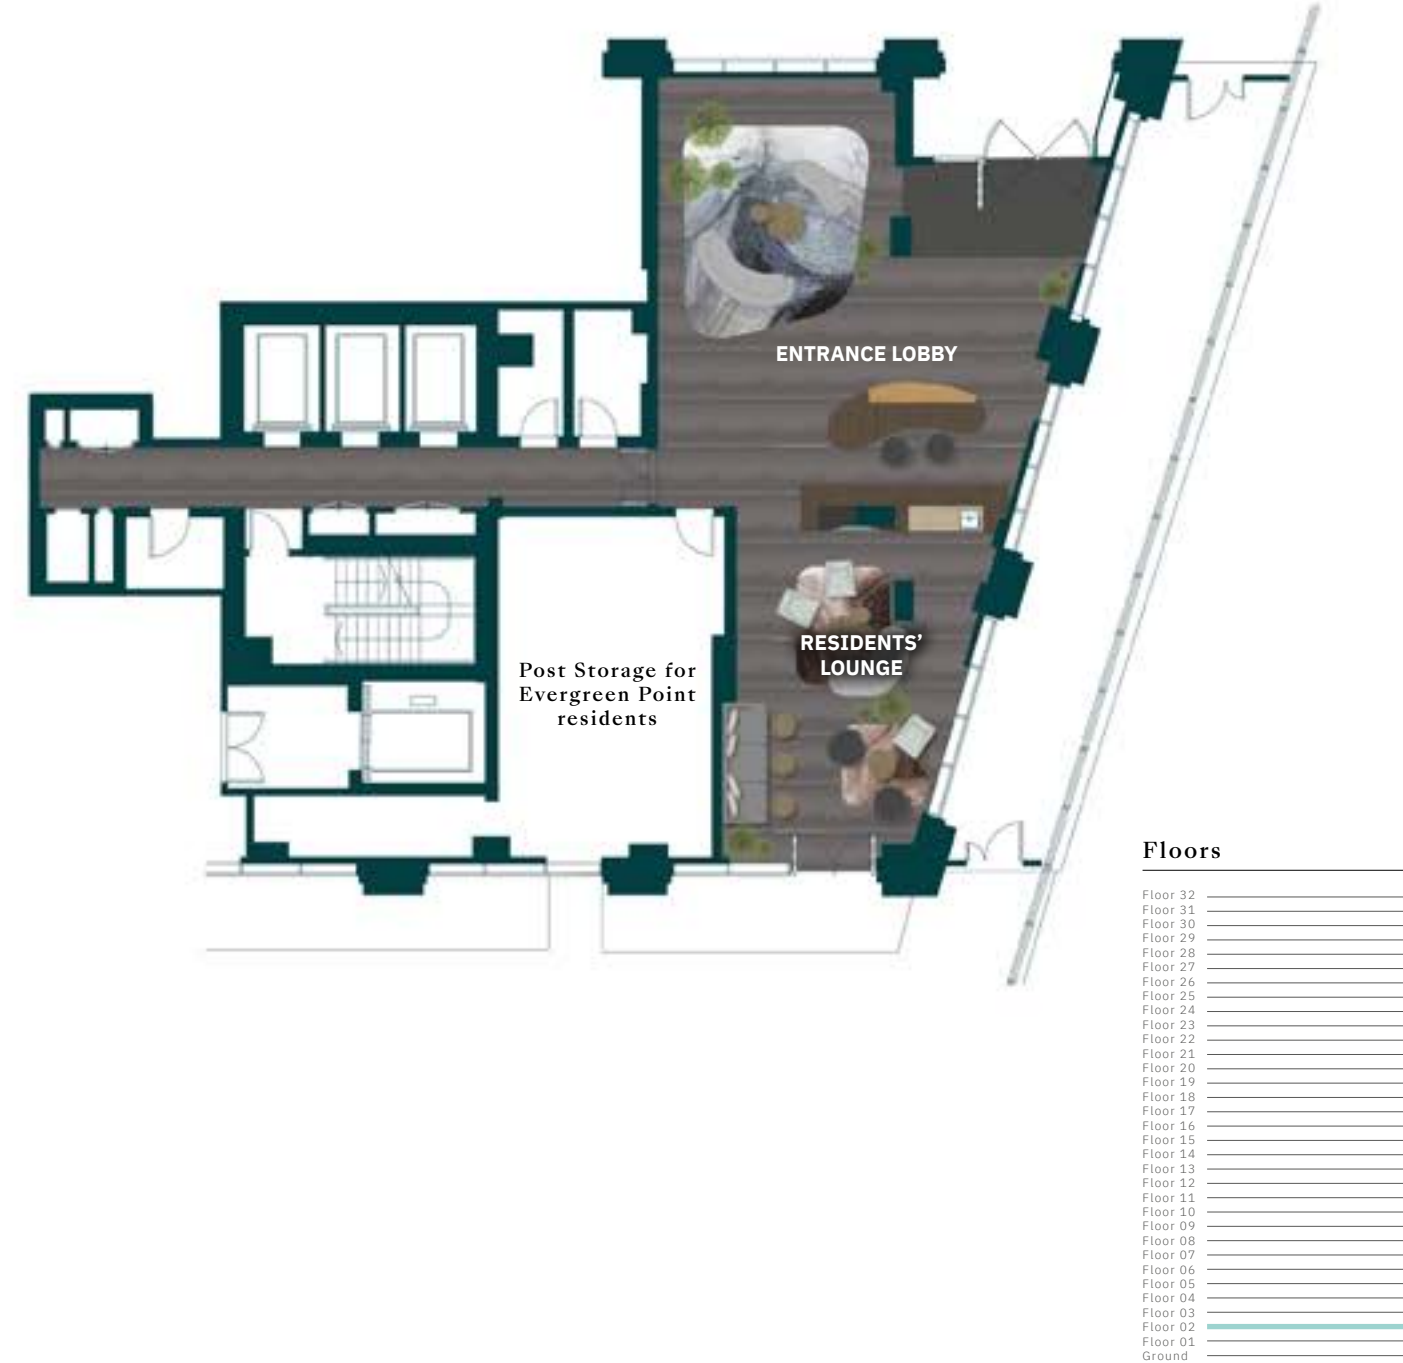 ENTRANCE LOBBY
RESIDENTS’
LOUNGE
Post Storage for
Evergreen Point
residents
Floors
Floor 32
Floor 31
Floor 30
Floor 29
Floor 28
Floor 27
Floor 26
Floor 25
Floor 24
Floor 23
Floor 22
Floor 21
Floor 20
Floor 19
Floor 18
Floor 17
Floor 16
Floor 15
Floor 14
Floor 13
Floor 12
Floor 11
Floor 10
Floor 09
Floor 08
Floor 07
Floor 06
Floor 05
Floor 04
Floor 03
Floor 02
Floor 01
Ground